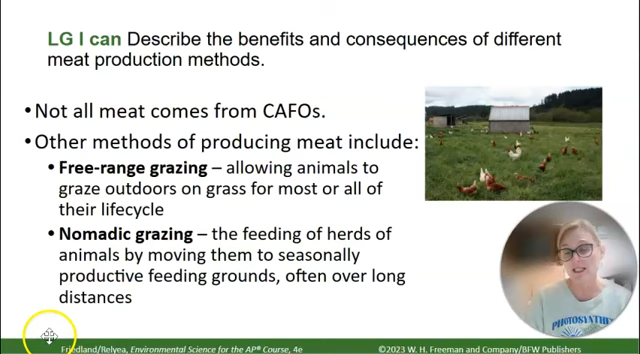 LG I can Describe the benefits and consequences of different
meat production methods.
• Not all meat comes from CAFOs.
• Other methods of producing meat include:
• Free-range grazing – allowing animals to
graze outdoors on grass for most or all of
their lifecycle
• Nomadic grazing – the feeding of herds of
animals by moving them to seasonally
productive feeding grounds, often over long
distances
Friedland/Relyea, Environmental Science for the AP® Course, 4e
©2023 W. H. Freeman and Company/BFW Publishers